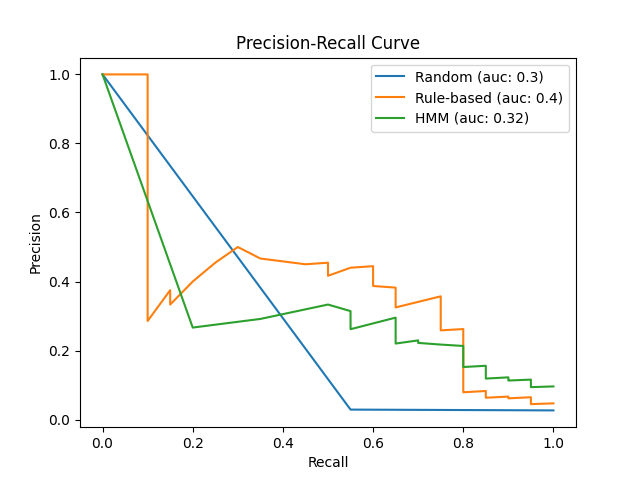 Precision-Recall Curve
Random (auc: 0.3)
Rule-based (auc: 0.4)
HMM (auc: 0.32)
Precision
1.0
0.8
0.6
0.4
0.2
0.0
0.0 0.2 0.4 0.6 0.8 1.0
Recall